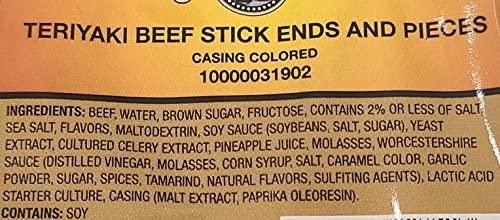 TERIYAKI BEEF STICK ENDS AND PIECES
CASING COLORED
10000031902
INGREDIENTS: BEEF, WATER, BROWN SUGAR, FRUCTOSE, CONTAINS 2% OR LESS OF SALT,
SEA SALT, FLAVORS, MALTODEXTRIN, SOY SAUCE (SOYBEANS, SALT, SUGAR), YEAST
EXTRACT, CULTURED CELERY EXTRACT, PINEAPPLE JUICE, MOLASSES, WORCESTERSHIRE
SAUCE (DISTILLED VINEGAR, MOLASSES, CORN SYRUP, SALT, CARAMEL COLOR, GARLIC
POWDER, SUGAR, SPICES, TAMARIND, NATURAL FLAVORS, SULFITING AGENTS), LACTIC ACID
STARTER CULTURE, CASING (MALT EXTRACT, PAPRIKA OLEORESIN).
CONTAINS: SOY